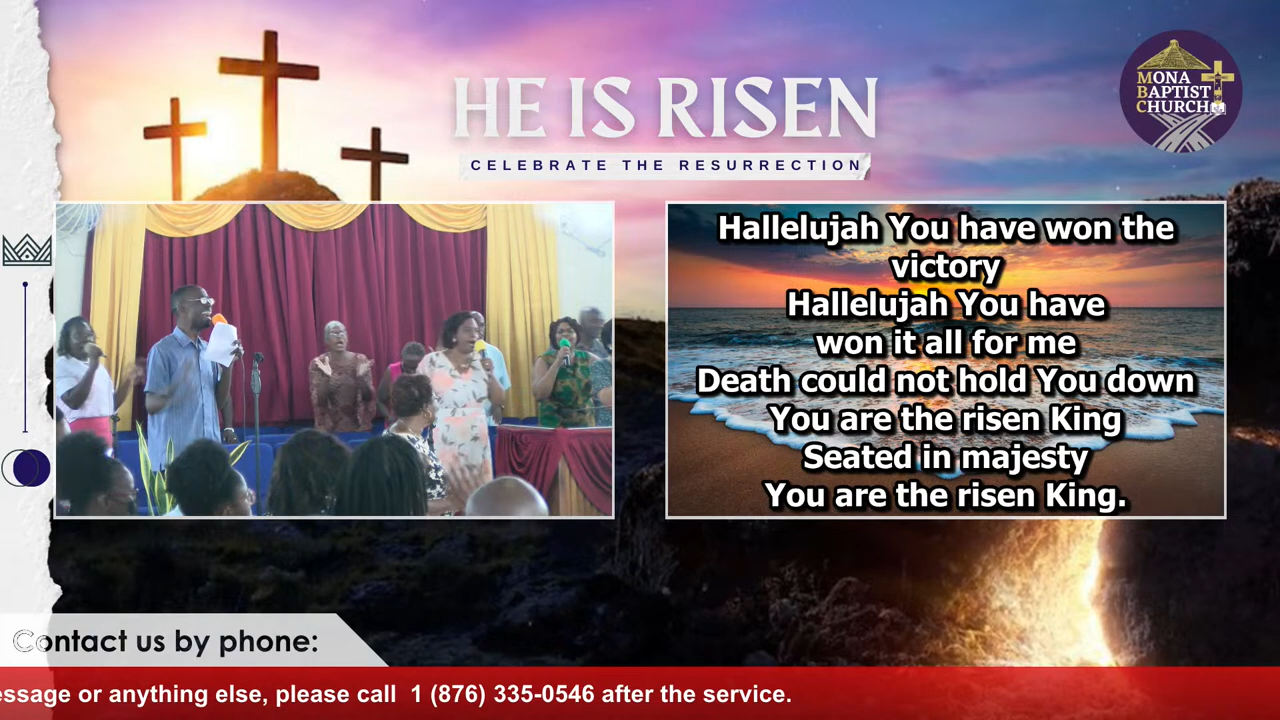 HE IS RISEN
CELEBRATE THE RESURRECTION
MONA
BAPTIST
CHURCH
Hallelujah You have won the
victory
Hallelujah You have
won it all for me
Death could not hold You down
You are the risen King
Seated in majesty
You are the risen King.
Contact us by phone:
essage or anything else, please call 1 (876) 335-0546 after the service.